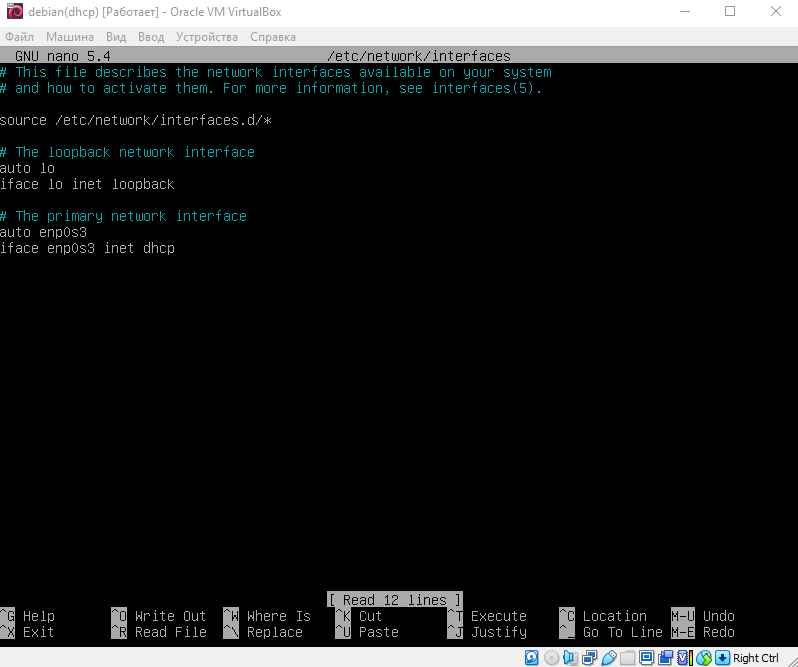 debian(dhcp) [Работает] - Oracle VM VirtualBox
Файл Машина Вид Ввод Устройства Справка
GNU nano 5.4 /etc/network/interfaces
# This file describes the network interfaces available on your system
# and how to activate them. For more information, see interfaces(5).
source /etc/network/interfaces.d/*
# The loopback network interface
auto lo
iface lo inet loopback
# The primary network interface
auto enp0s3
iface enp0s3 inet dhcp
[ Read 12 lines ]
^G Help ^O Write Out ^W Where Is ^K Cut ^T Execute ^C Location M-U Undo
^X Exit ^R Read File ^\ Replace ^U Paste ^J Justify ^_ Go To Line M-E Redo
Right Ctrl